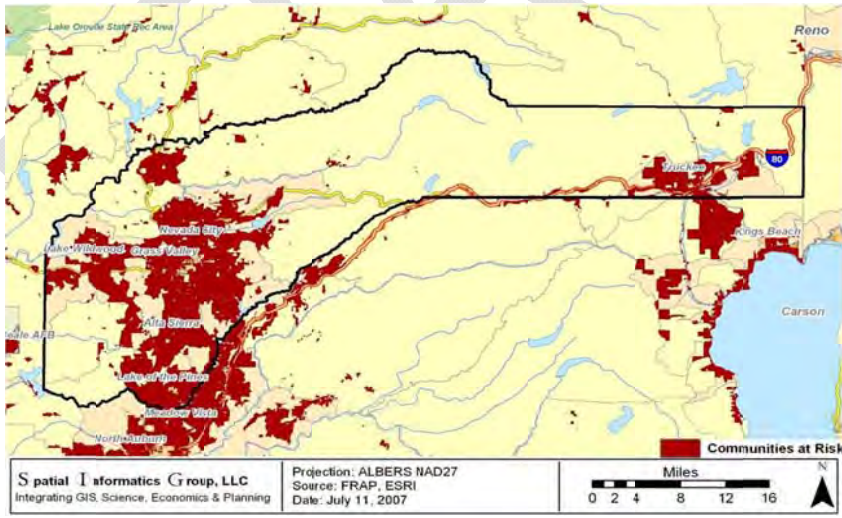 Lake Oroville State Rec Area
Reno
80
Truckee
Nevada City
Lake Wildwood
Grass Valley
Kings Beach
Carson
Beale AFB
Alta Sierra
Lake of the Pines
Meadow Vista
North Auburn
Communities at Risk
Spatial Informatics Group, LLC
Integrating GIS, Science, Economics & Planning
Projection: ALBERS NAD27
Source: FRAP, ESRI
Date: July 11, 2007
Miles
0 2 4 8 12 16
N